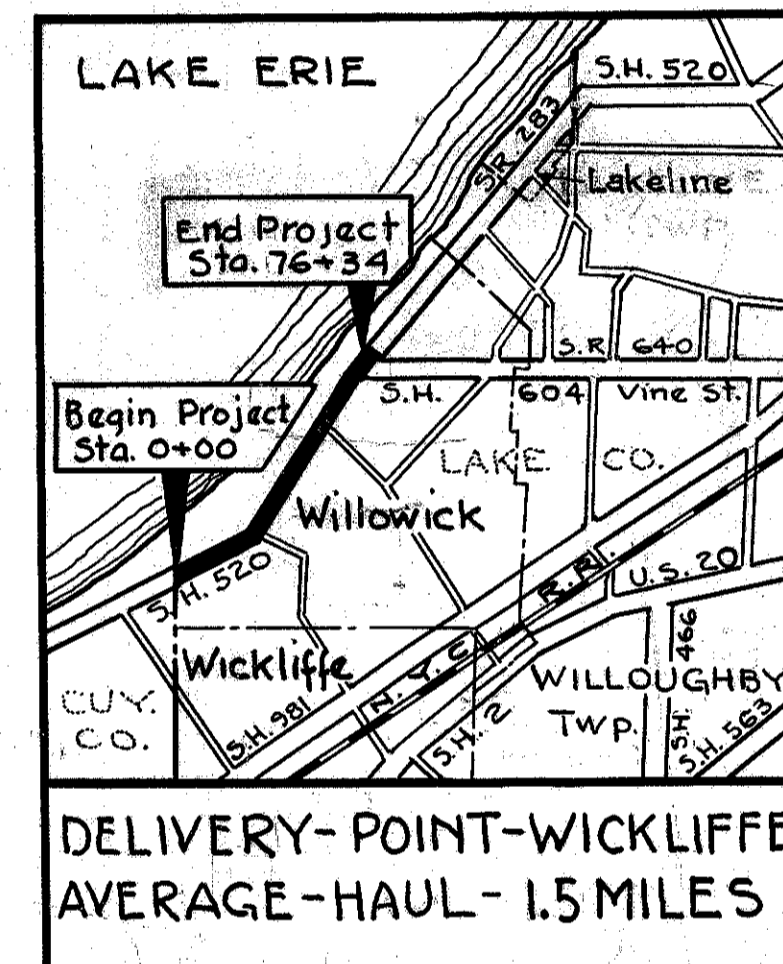 LAKE ERIE
S.H. 520
SR 283
Lakeline
End Project
Sta. 76+34
S.R 640
S.H. 604 Vine St.
Begin Project
Sta. 0+00
LAKE CO.
Willowick
S.H. 520
R.R.
U.S. 20
Wickliffe
N.Y.C.
466
S.H.
WILLOUGHBY
TWP.
CUY.
CO.
S.H. 981
S.H. 2
S.H. 563
DELIVERY-POINT-WICKLIFFE
AVERAGE-HAUL-1.5 MILES